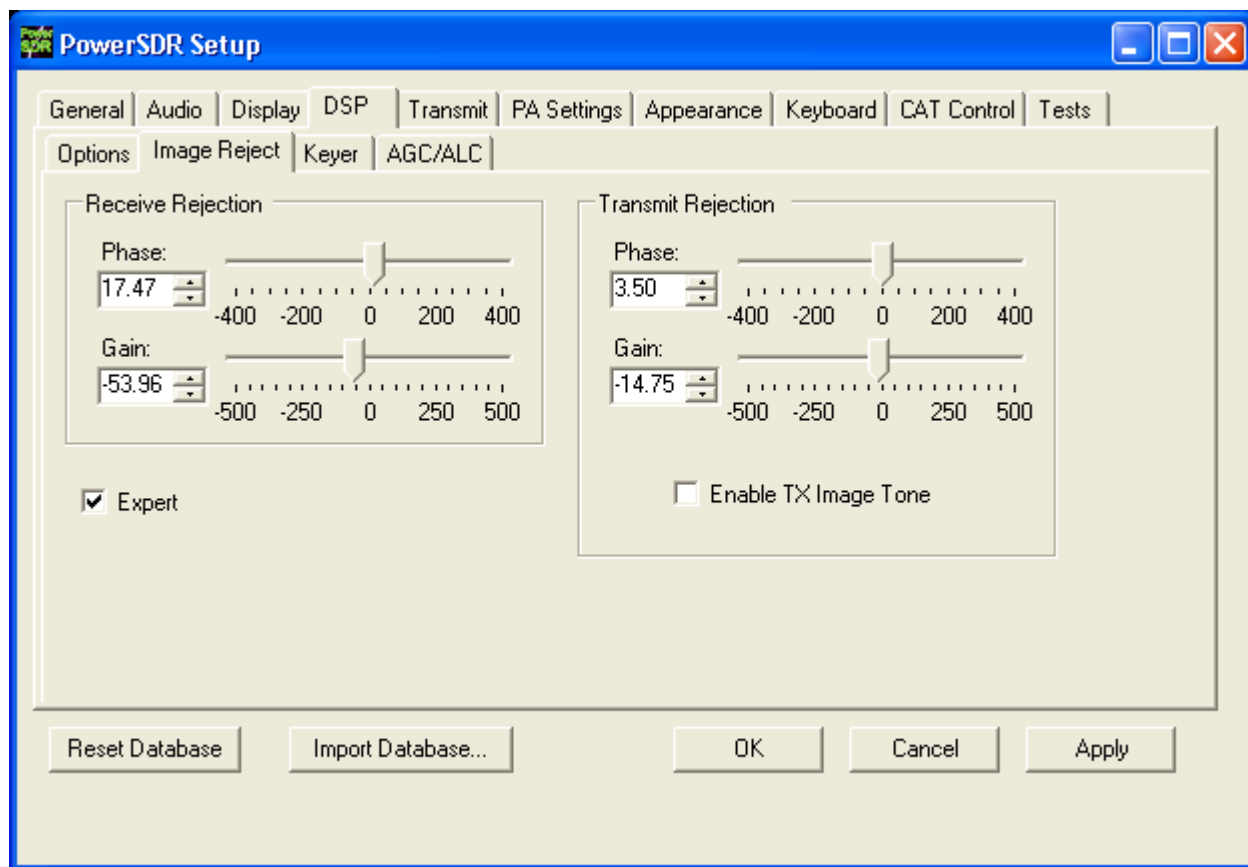 Power SDR PowerSDR Setup
General Audio Display DSP Transmit PA Settings Appearance Keyboard CAT Control Tests
Options Image Reject Keyer AGC/ALC
Receive Rejection
Phase:
17.47
-400 -200 0 200 400
Gain:
-53.96
-500 -250 0 250 500
Expert
Transmit Rejection
Phase:
3.50
-400 -200 0 200 400
Gain:
-14.75
-500 -250 0 250 500
Enable TX Image Tone
Reset Database Import Database... OK Cancel Apply